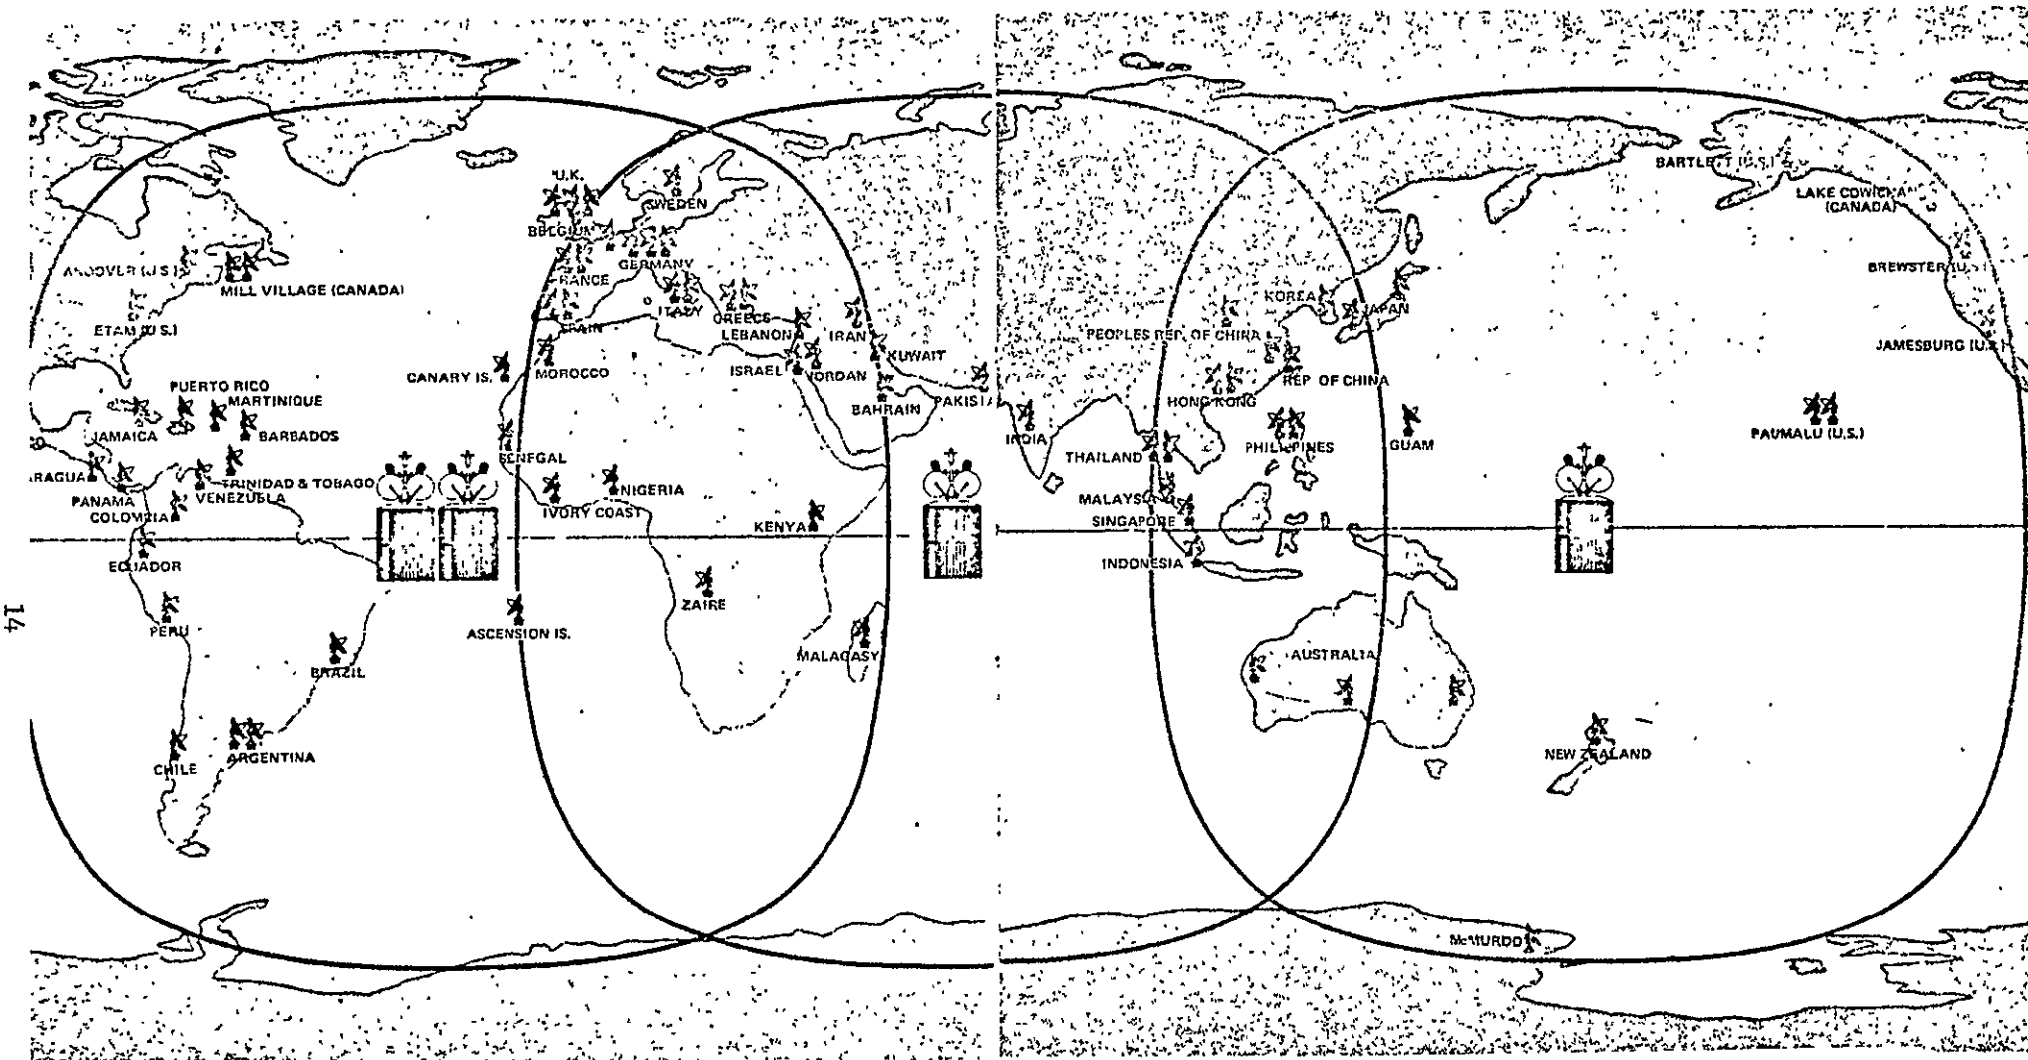 U.K.
SWEDEN
BELGIUM
GERMANY
ITALY
GREECE
LEBANON
IRAN
KUWAIT
ISRAEL
JORDAN
BAHRAIN
MOROCCO
CANARY IS.
ANDOVER (U.S.)
MILL VILLAGE (CANADA)
ETAM (U.S.)
PUERTO RICO
MARTINIQUE
JAMAICA
BARBADOS
TRINIDAD & TOBAGO
PANAMA
VENEZUELA
COLOMBIA
ECUADOR
PERU
BRAZIL
CHILE
ARGENTINA
SENEGAL
NIGERIA
IVORY COAST
KENYA
ZAIRE
ASCENSION IS.
MALAGASY
14
BARTLETT (U.S.)
LAKE COWICHAN
(CANADA)
BREWSTER (U.
JAMESBURG (U.S.)
KOREA
JAPAN
PEOPLES REP. OF CHINA
REP OF CHINA
HONG KONG
INDIA
THAILAND
PHILIPPINES
GUAM
PAUMALU (U.S.)
MALAYSIA
SINGAPORE
INDONESIA
AUSTRALIA
NEW ZEALAND
McMURDO